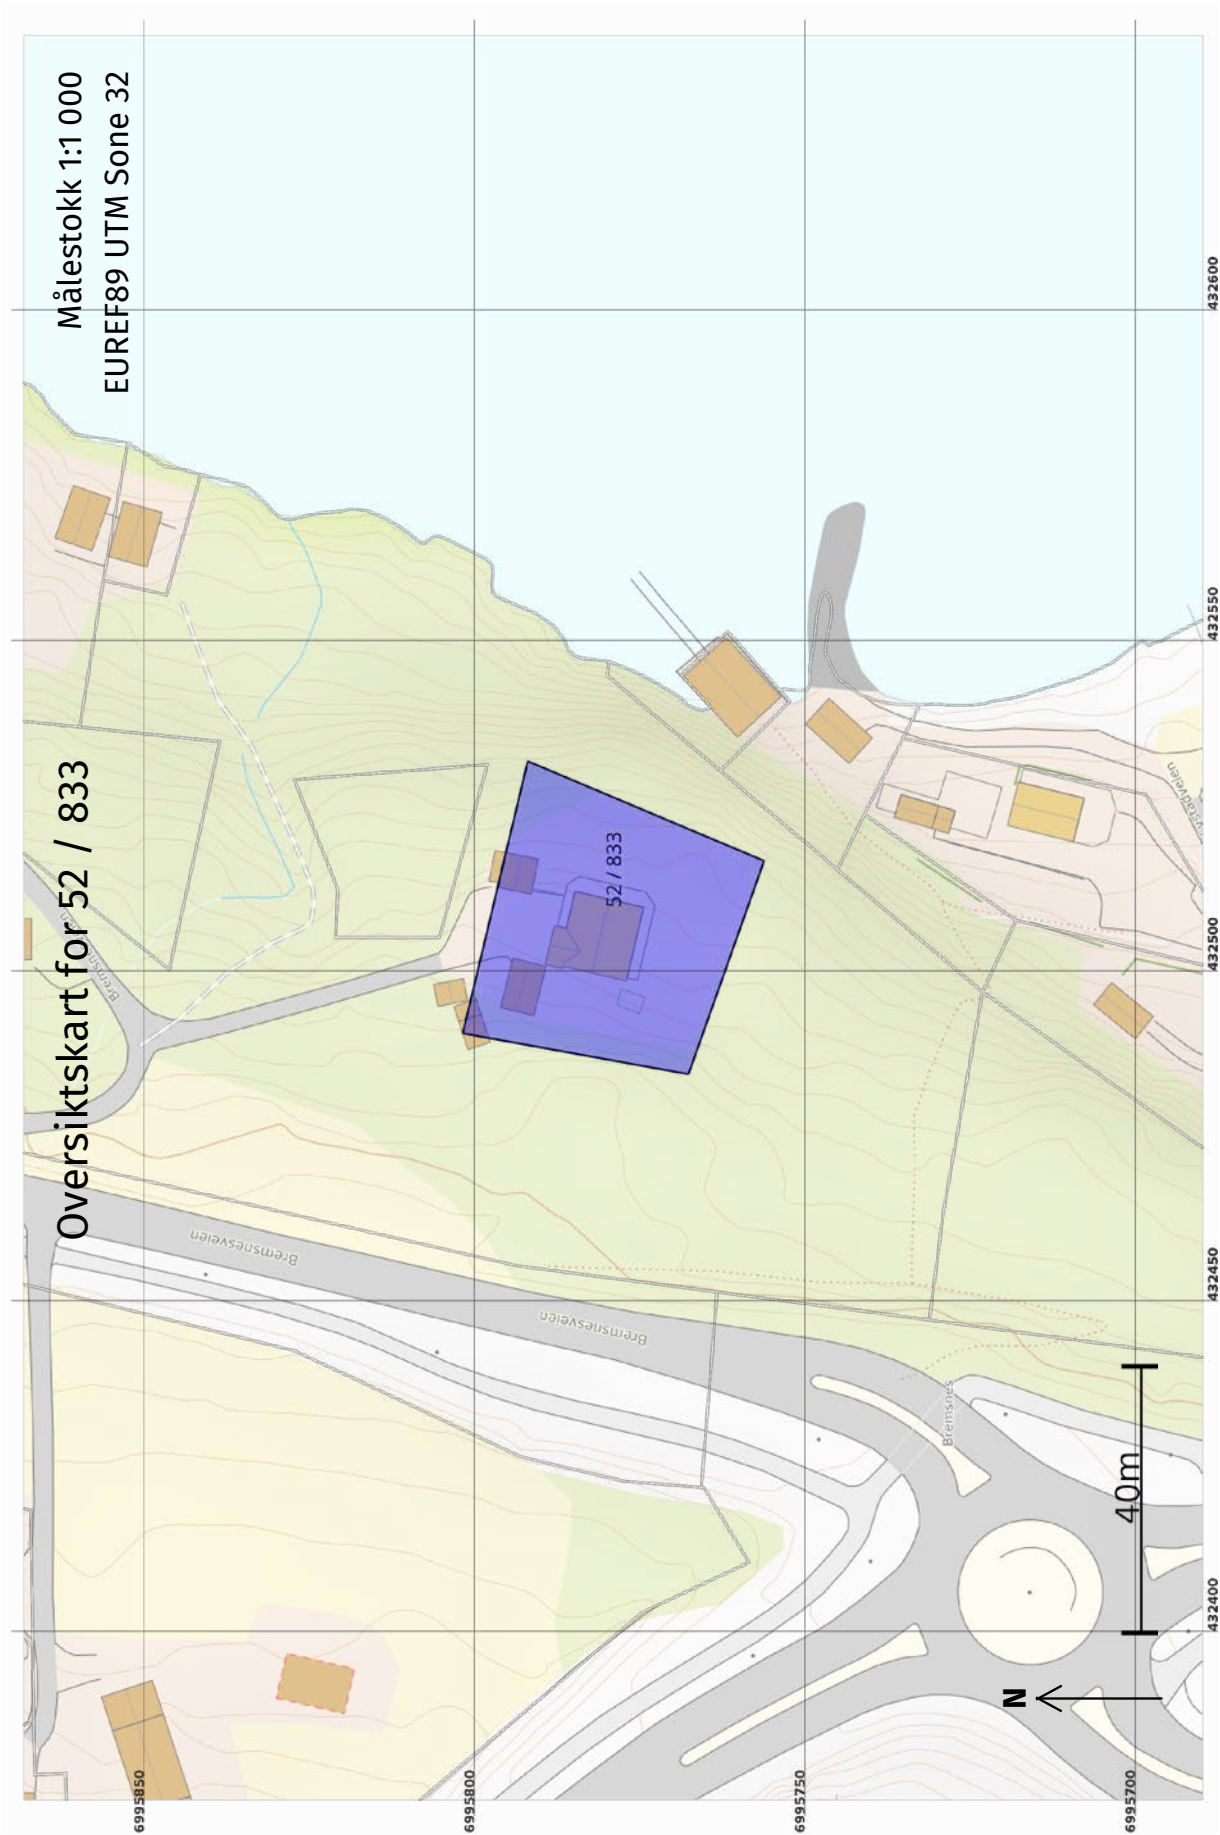 Oversiktskart for 52 / 833
Målestokk 1:1 000
EUREF89 UTM Sone 32
Bremsnesveien
Bremsnesveien
Bremsnes
52 / 833
40m
N
6995850
6995800
6995750
6995700
432400
432450
432500
432550
432600